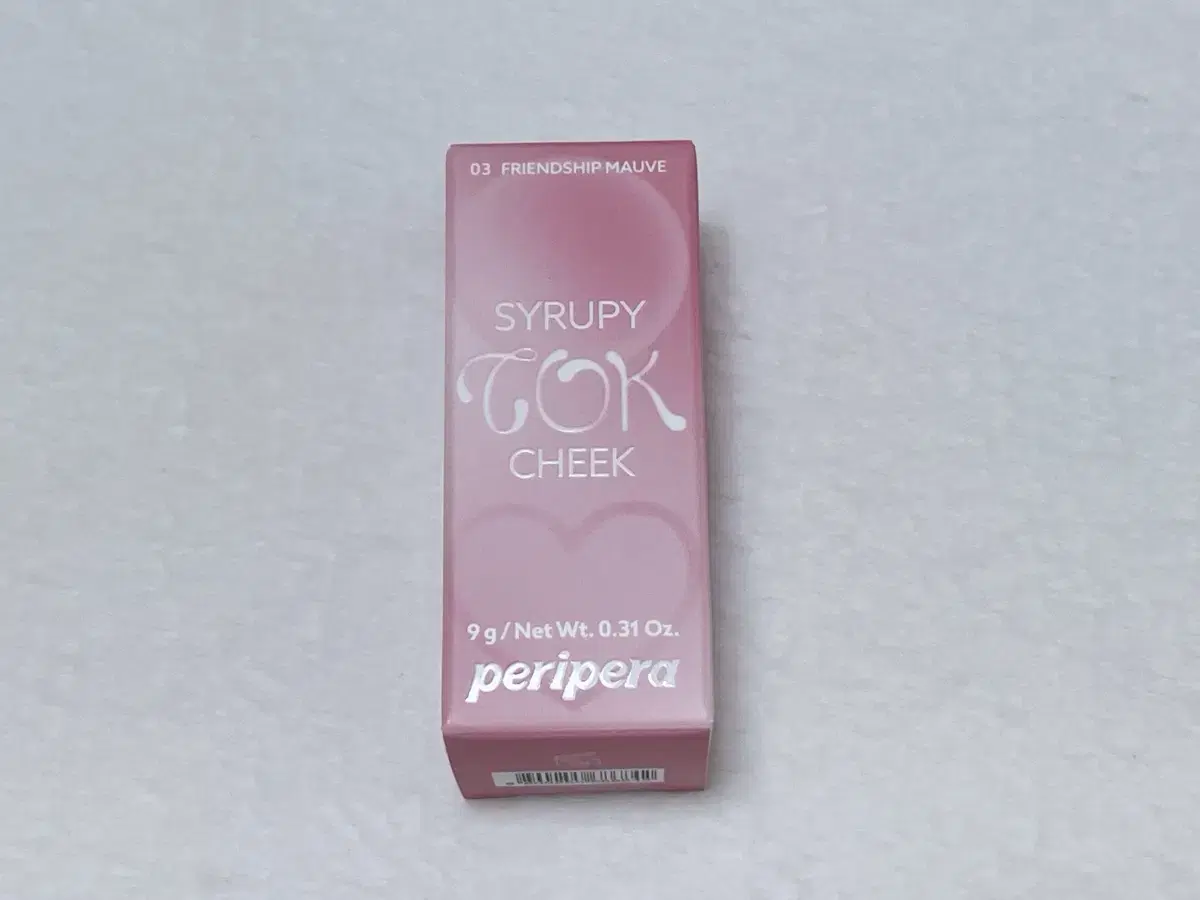 03 FRIENDSHIP MAUVE
SYRUPY
TOK
CHEEK
9 g / Net Wt. 0.31 Oz.
peripera